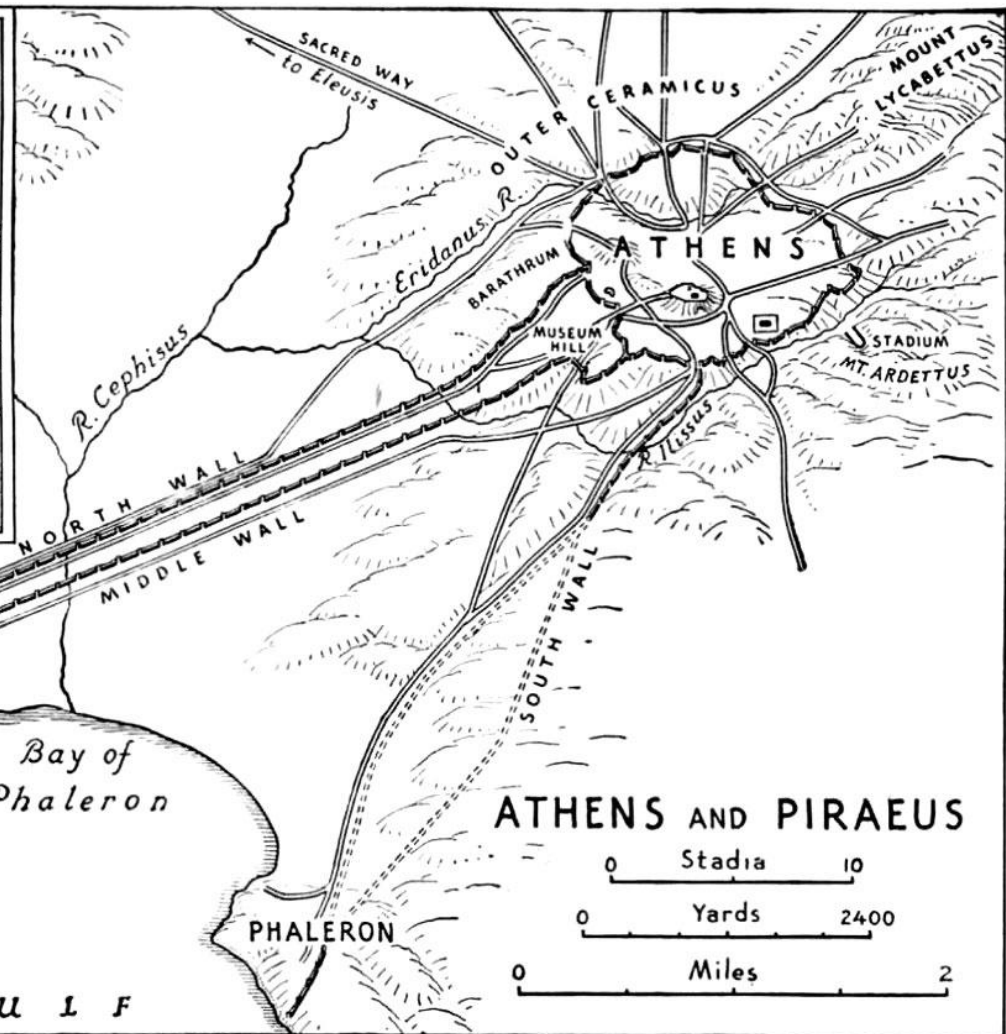 SACRED WAY
to Eleusis
MOUNT
LYCABETTUS
OUTER CERAMICUS
Eridanus R.
ATHENS
BARATHRUM
MUSEUM
HILL
STADIUM
MT. ARDETTUS
R. Cephisus
R. Ilissus
NORTH WALL
MIDDLE WALL
SOUTH WALL
Bay of
Phaleron
ATHENS AND PIRAEUS
0 Stadia 10
0 Yards 2400
PHALERON
0 Miles 2
U L F